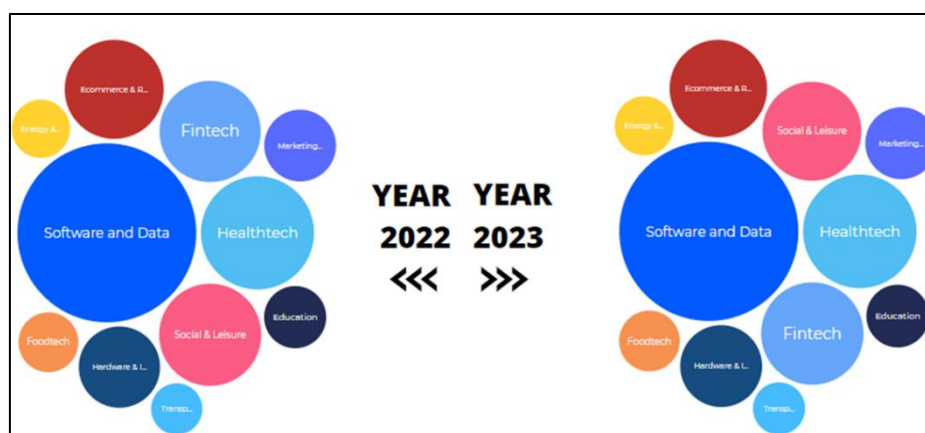 Ecommerce & R...
Fintech
Energy &...
Marketing...
Software and Data
Healthtech
Education
Social & Leisure
Foodtech
Hardware & I...
Transp...
YEAR YEAR
2022 2023
<<< >>>
Ecommerce & R...
Social & Leisure
Energy &...
Marketing...
Software and Data
Healthtech
Education
Foodtech
Fintech
Hardware & I...
Transp...